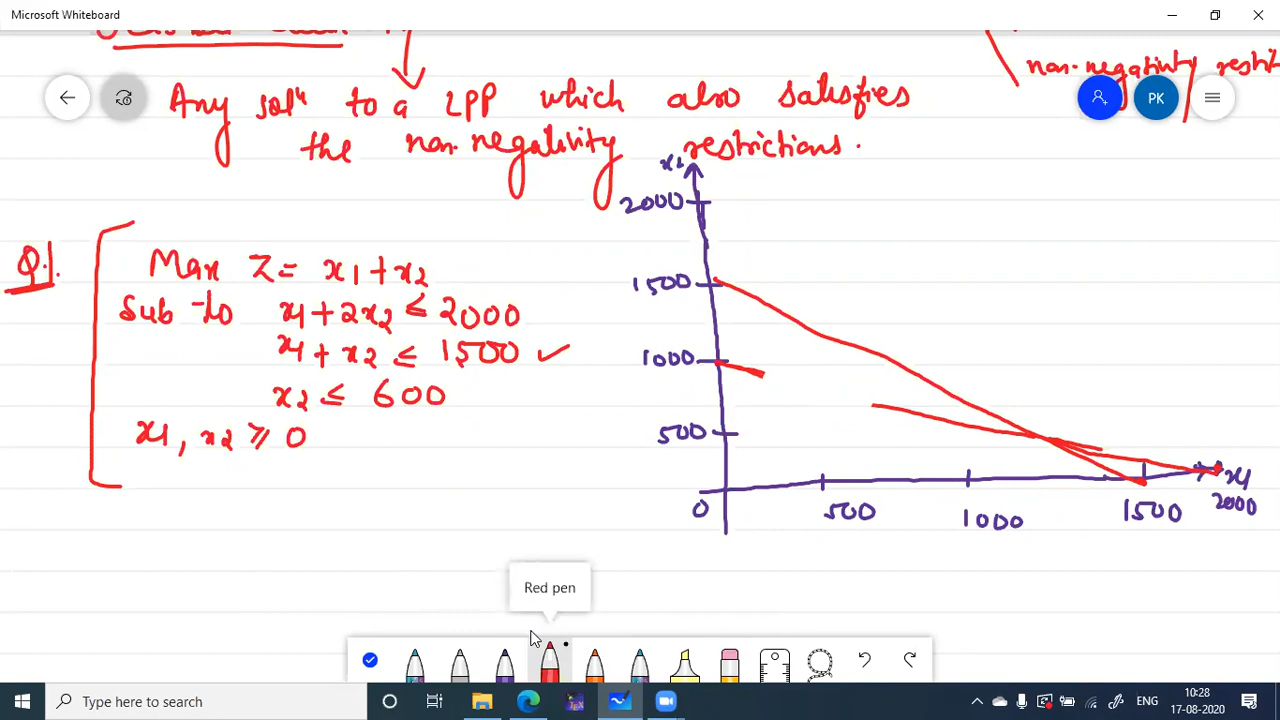 Microsoft Whiteboard
non-negativity restri
PK
Any solⁿ to a LPP which also satisfies
the non-negativity restrictions.
2000
Q.1.
Max Z = x1 + x2
1500
Sub to x1 + 2x2 ≤ 2000
x1 + x2 ≤ 1500 ✓
1000
x2 ≤ 600
500
x1, x2 ≥ 0
x1
0 500 1000 1500 2000
Red pen
Type here to search
ENG
10:28
17-08-2020